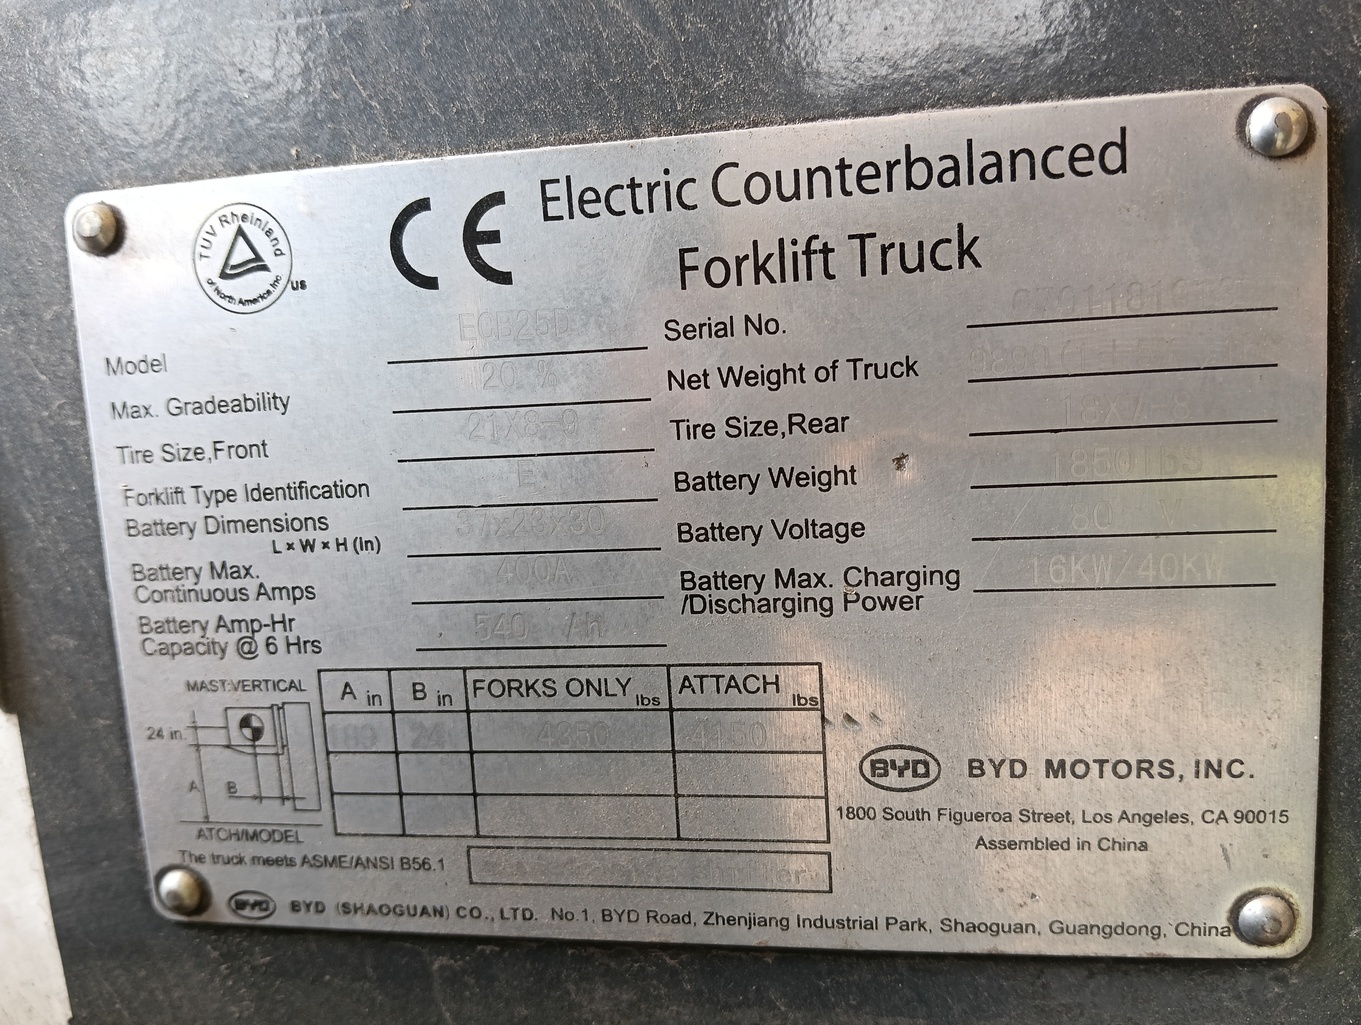 TUV Rheinland
of North America, Inc.
US
CE
Electric Counterbalanced
Forklift Truck
Model ECB25D
Serial No.
Max. Gradeability 20 %
Net Weight of Truck
Tire Size,Front 21X8-9
Tire Size,Rear 18X7-8
Forklift Type Identification E
Battery Weight 1850lbs
Battery Dimensions
L × W × H (In) 37x23x30
Battery Voltage 80 V
Battery Max.
Continuous Amps 400A
Battery Max. Charging
/Discharging Power 16KW/40KW
Battery Amp-Hr
Capacity @ 6 Hrs 540 /h
MAST:VERTICAL
24 in.
A
B
ATCH/MODEL
A in B in FORKS ONLY lbs ATTACH lbs
189 24 4350 4150
The truck meets ASME/ANSI B56.1
BYD BYD MOTORS, INC.
1800 South Figueroa Street, Los Angeles, CA 90015
Assembled in China
BYD BYD (SHAOGUAN) CO., LTD. No.1, BYD Road, Zhenjiang Industrial Park, Shaoguan, Guangdong, China